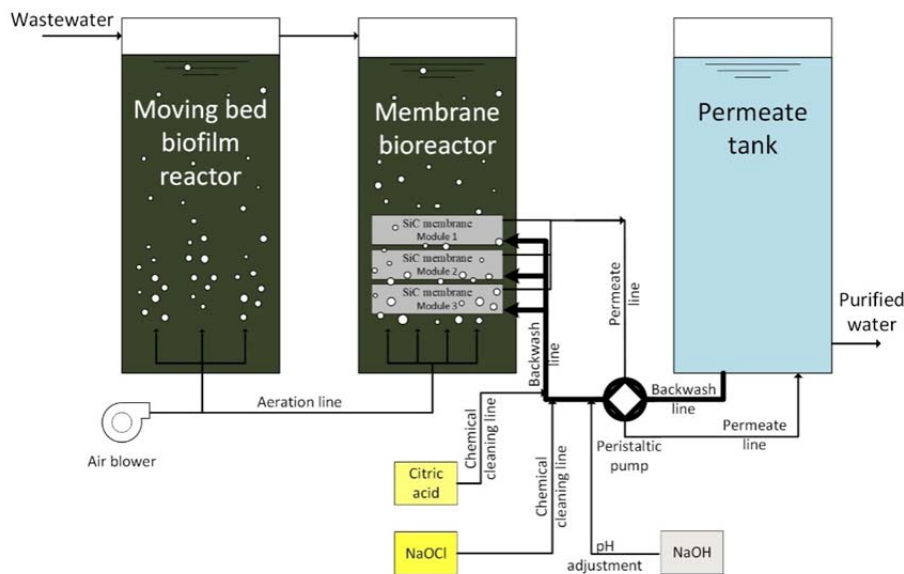 Wastewater
Moving bed
biofilm
reactor
Membrane
bioreactor
Permeate
tank
SiC membrane
Module 1
SiC membrane
Module 2
SiC membrane
Module 3
Permeate
line
Purified
water
Backwash
line
Backwash
line
Aeration line
Air blower
Chemical
cleaning line
Chemical
cleaning line
Peristaltic
pump
Permeate
line
Citric
acid
NaOCl
pH
adjustment
NaOH